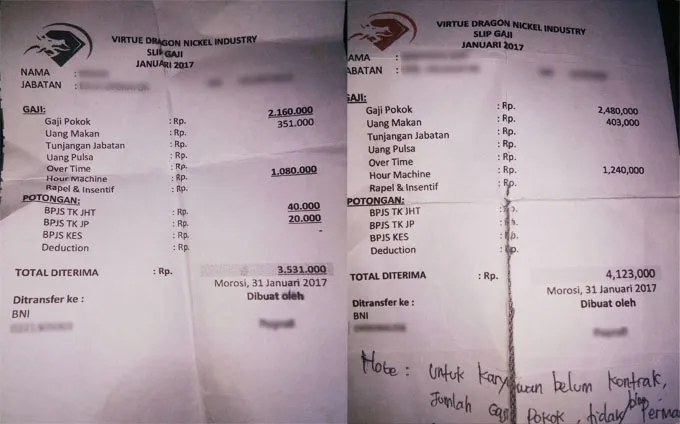 VIRTUE DRAGON NICKEL INDUSTRY
SLIP GAJI
JANUARI 2017
NAMA :
JABATAN :
GAJI:
Gaji Pokok : Rp. 2.160.000
Uang Makan : Rp. 351.000
Tunjangan Jabatan : Rp.
Uang Pulsa : Rp.
Over Time : Rp. 1.080.000
Hour Machine : Rp.
Rapel & Insentif : Rp.
POTONGAN:
BPJS TK JHT : Rp. 40.000
BPJS TK JP : Rp. 20.000
BPJS KES : Rp. -
Deduction : Rp.
TOTAL DITERIMA : Rp. 3.531.000
Morosi, 31 Januari 2017
Ditransfer ke : Dibuat oleh
BNI
VIRTUE DRAGON NICKEL INDUSTRY
SLIP GAJI
JANUARI 2017
AMA :
ABATAN :
GAJI:
Gaji Pokok : Rp. 2,480,000
Uang Makan : Rp. 403,000
Tunjangan Jabatan : Rp.
Uang Pulsa : Rp.
Over Time : Rp. 1,240,000
Hour Machine : Rp.
Rapel & Insentif : Rp.
POTONGAN:
BPJS TK JHT : Rp.
BPJS TK JP : Rp.
BPJS KES : Rp.
Deduction : Rp.
TOTAL DITERIMA : Rp. 4,123,000
Morosi, 31 Januari 2017
Ditransfer ke : Dibuat oleh
BNI
Note : Untuk Karyawan belum kontrak,
Jumlah Gaji Pokok, tidak